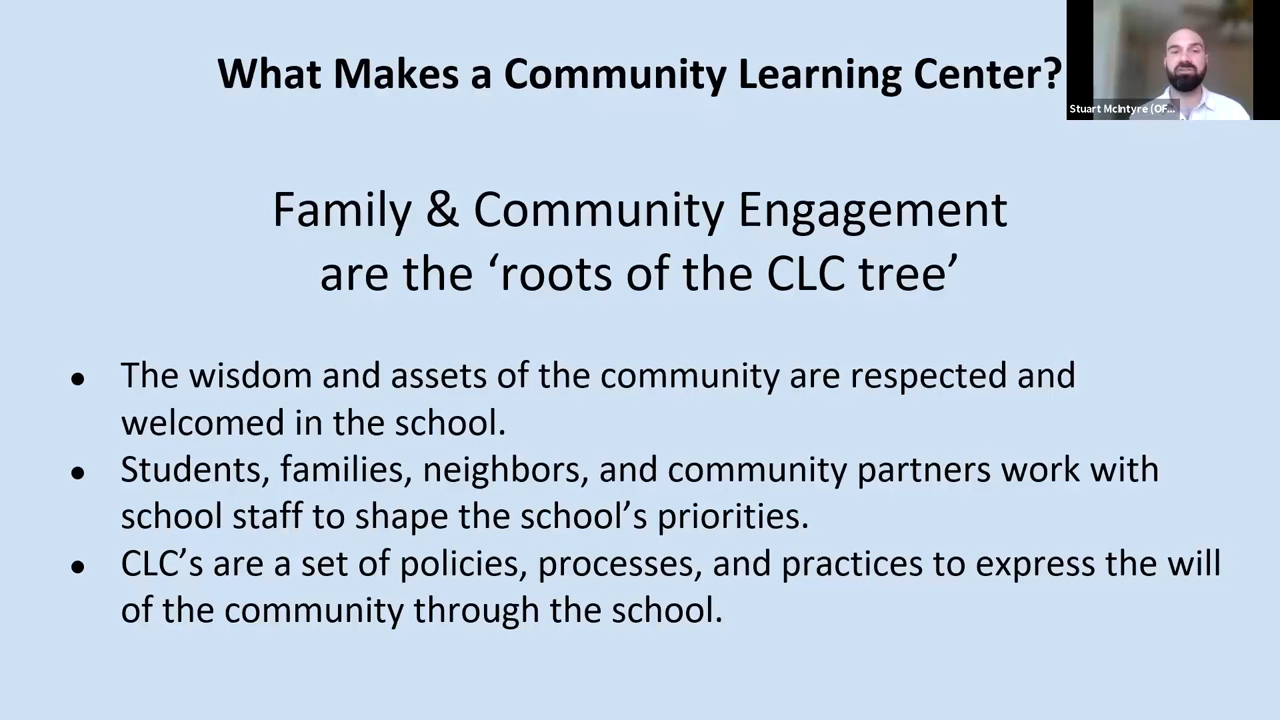 What Makes a Community Learning Center?
Stuart McIntyre (OF...
Family & Community Engagement
are the ‘roots of the CLC tree’
● The wisdom and assets of the community are respected and
welcomed in the school.
● Students, families, neighbors, and community partners work with
school staff to shape the school’s priorities.
● CLC’s are a set of policies, processes, and practices to express the will
of the community through the school.